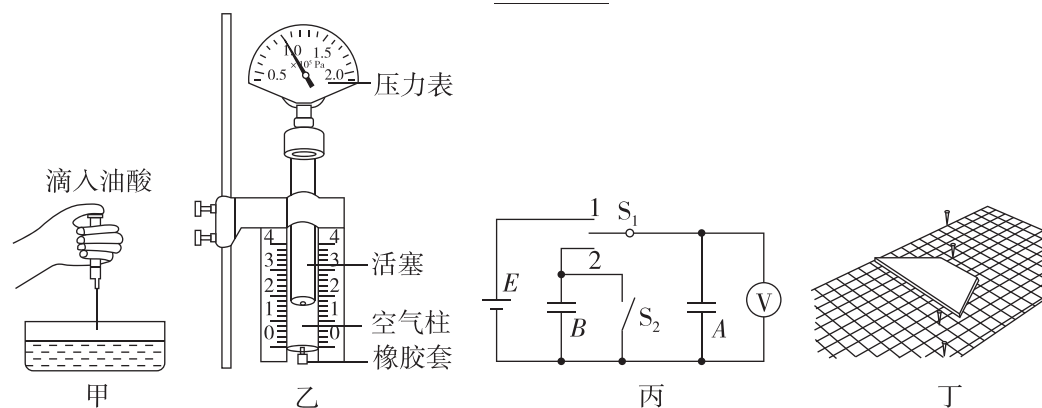 滴入油酸
甲
0.5 1.0 1.5 2.0
×10⁵ Pa
压力表
4 4
3 3
2 2
1 1
0 0
活塞
空气柱
橡胶套
乙
1 S₁
2
E B S₂ A V
丙
丁